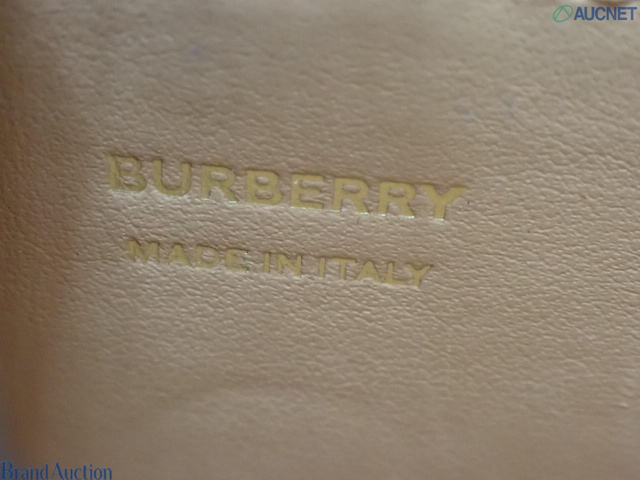 AUCNET
BURBERRY
MADE IN ITALY
Brand Auction